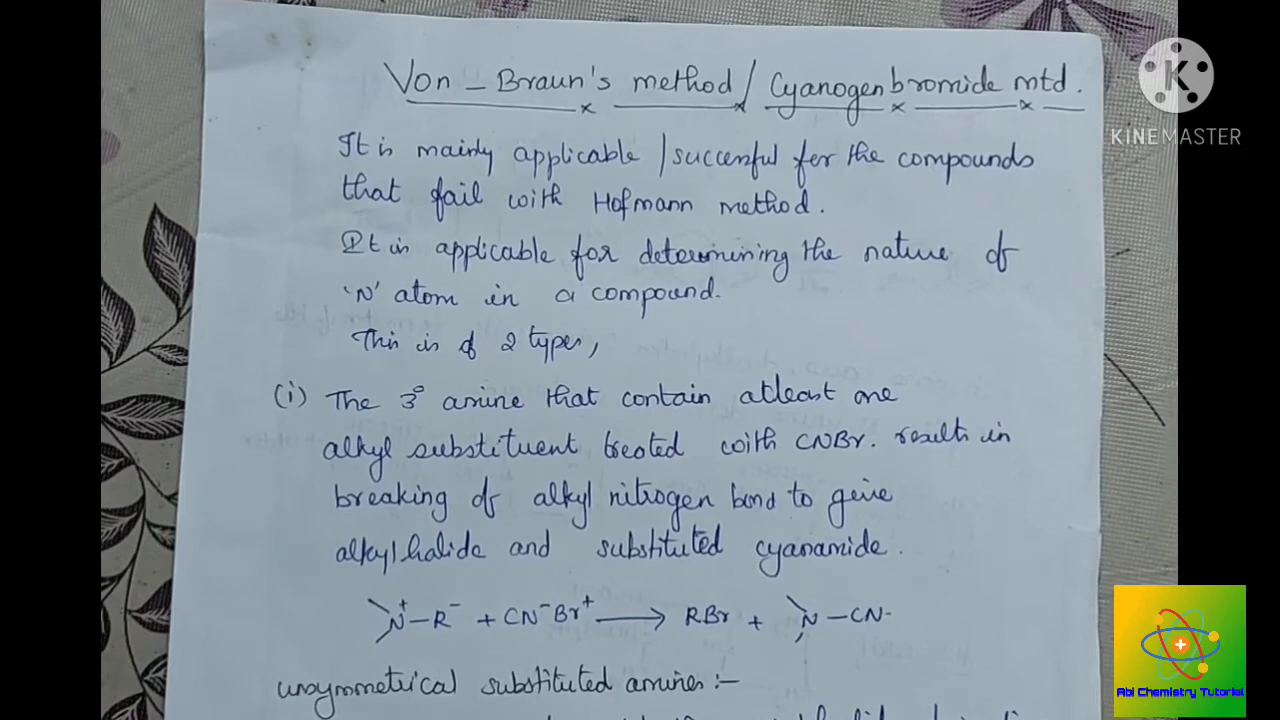 Von - Braun's method / Cyanogen bromide mtd.
KINEMASTER
It is mainly applicable / successful for the compounds
that fail with Hofmann method.
It is applicable for determining the nature of
'N' atom in a compound.
This is of 2 types,
(i) The 3° amine that contain atleast one
alkyl substituent treated with CNBr. results in
breaking of alkyl nitrogen bond to give
alkyl halide and substituted cyanamide.
N⁺-R⁻ + CN⁻Br⁺ → RBr + N-CN
unsymmetrical substituted amines :-
Abi Chemistry Tutorial